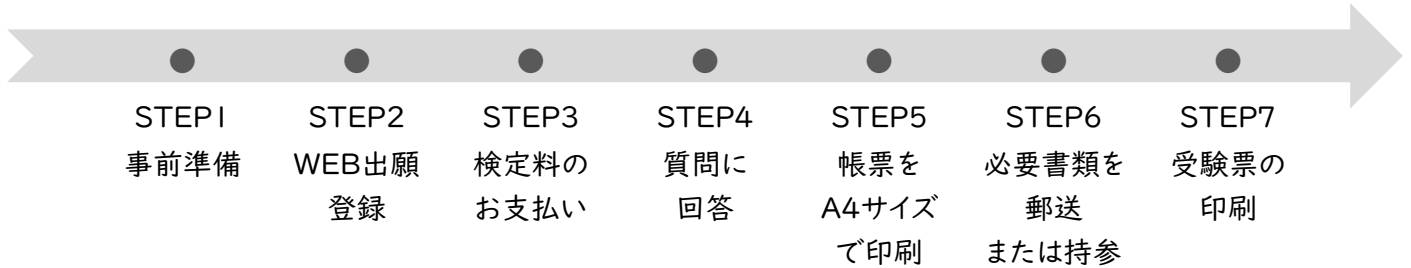 STEP1
事前準備
STEP2
WEB出願
登録
STEP3
検定料の
お支払い
STEP4
質問に
回答
STEP5
帳票を
A4サイズ
で印刷
STEP6
必要書類を
郵送
または持参
STEP7
受験票の
印刷